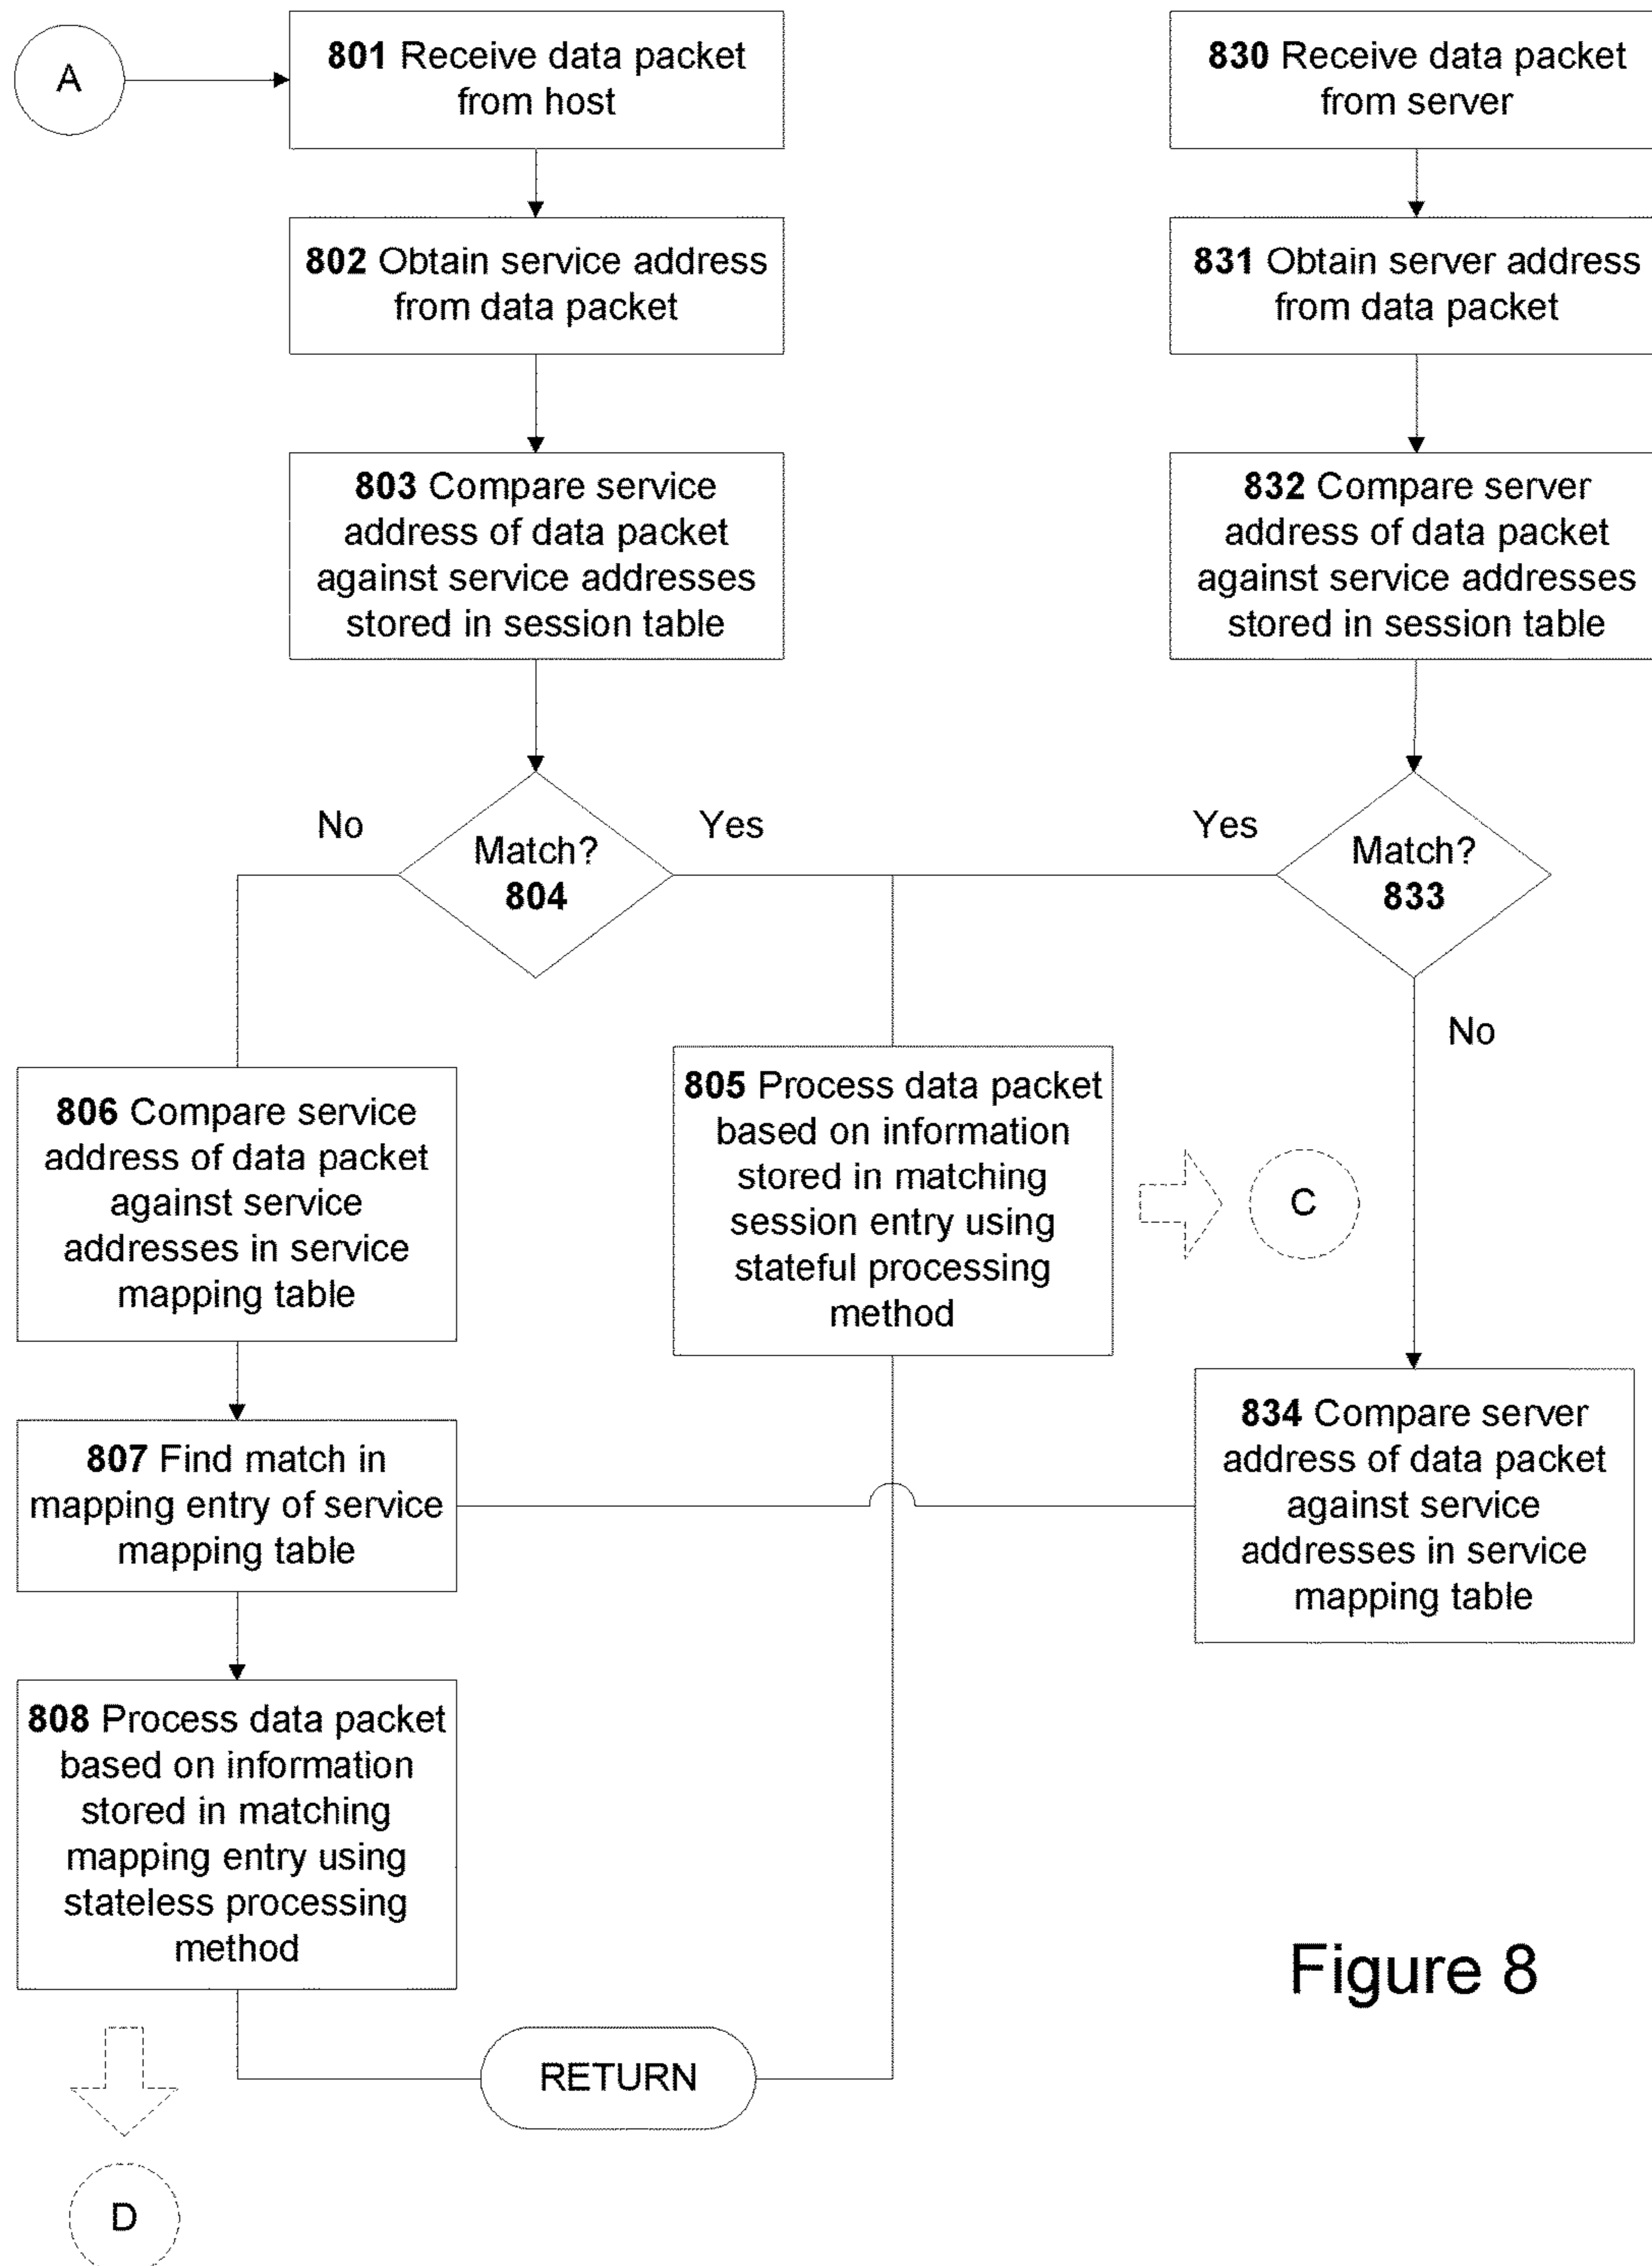 A
801 Receive data packet
from host
802 Obtain service address
from data packet
803 Compare service
address of data packet
against service addresses
stored in session table
No
Match?
804
Yes
830 Receive data packet
from server
831 Obtain server address
from data packet
832 Compare server
address of data packet
against service addresses
stored in session table
Yes
Match?
833
No
806 Compare service
address of data packet
against service
addresses in service
mapping table
805 Process data packet
based on information
stored in matching
session entry using
stateful processing
method
C
807 Find match in
mapping entry of service
mapping table
834 Compare server
address of data packet
against service
addresses in service
mapping table
808 Process data packet
based on information
stored in matching
mapping entry using
stateless processing
method
RETURN
D
Figure 8